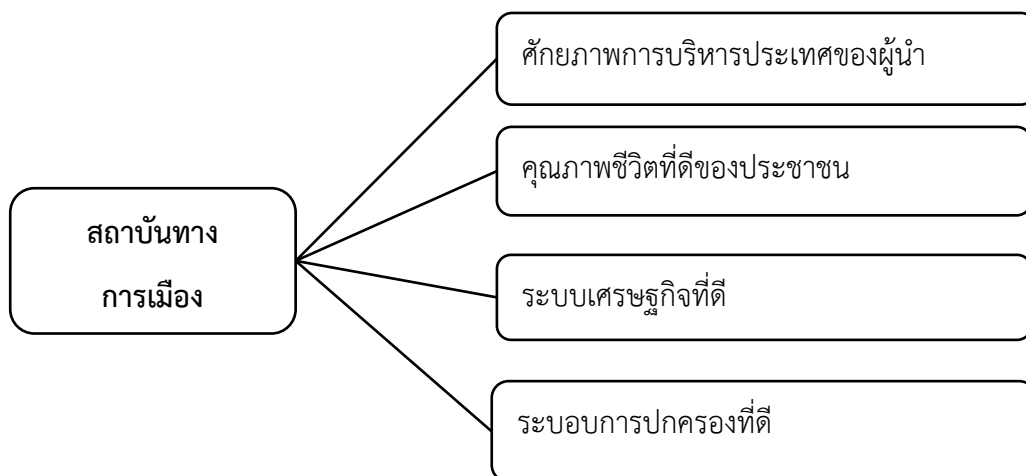 ศักยภาพการบริหารประเทศของผู้นำ
คุณภาพชีวิตที่ดีของประชาชน
สถาบันทาง
การเมือง
ระบบเศรษฐกิจที่ดี
ระบอบการปกครองที่ดี